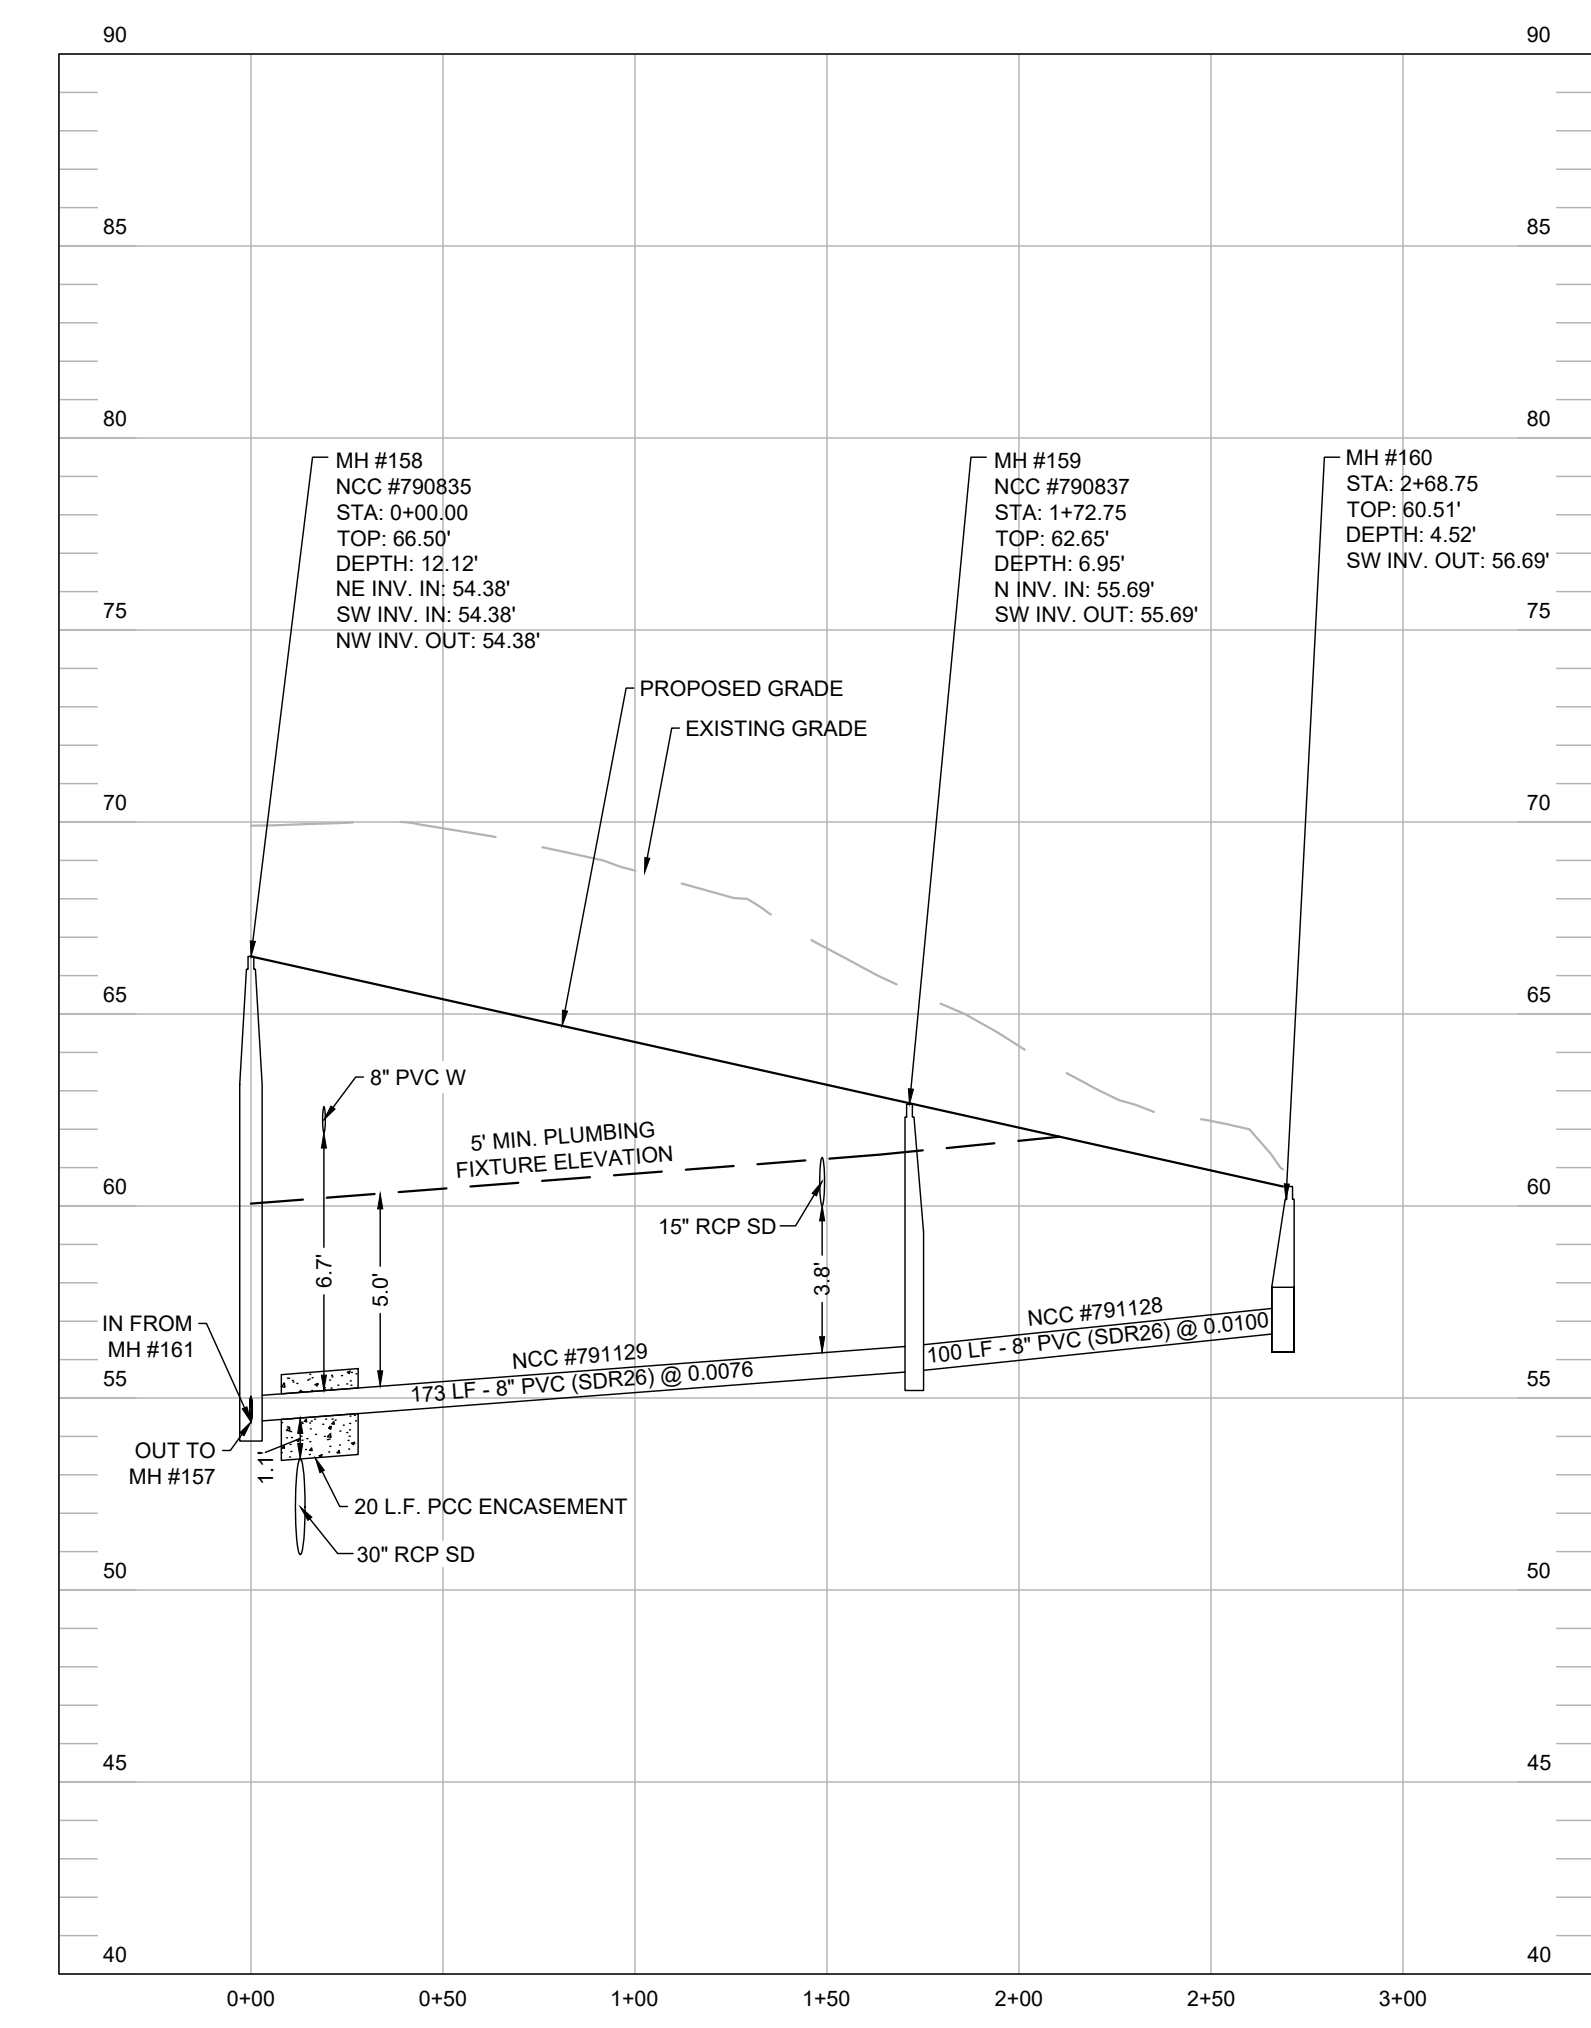 90
90
85
85
80
80
MH #158
NCC #790835
STA: 0+00.00
TOP: 66.50'
DEPTH: 12.12'
NE INV. IN: 54.38'
SW INV. IN: 54.38'
NW INV. OUT: 54.38'
MH #159
NCC #790837
STA: 1+72.75
TOP: 62.65'
DEPTH: 6.95'
N INV. IN: 55.69'
SW INV. OUT: 55.69'
MH #160
STA: 2+68.75
TOP: 60.51'
DEPTH: 4.52'
SW INV. OUT: 56.69'
75
75
PROPOSED GRADE
EXISTING GRADE
70
70
65
65
8" PVC W
5' MIN. PLUMBING
FIXTURE ELEVATION
60
60
15" RCP SD
6.7'
5.0'
3.8'
IN FROM
MH #161
NCC #791128
100 LF - 8" PVC (SDR26) @ 0.0100
NCC #791129
173 LF - 8" PVC (SDR26) @ 0.0076
55
55
OUT TO
MH #157
1.1'
20 L.F. PCC ENCASEMENT
30" RCP SD
50
50
45
45
40
40
0+00
0+50
1+00
1+50
2+00
2+50
3+00